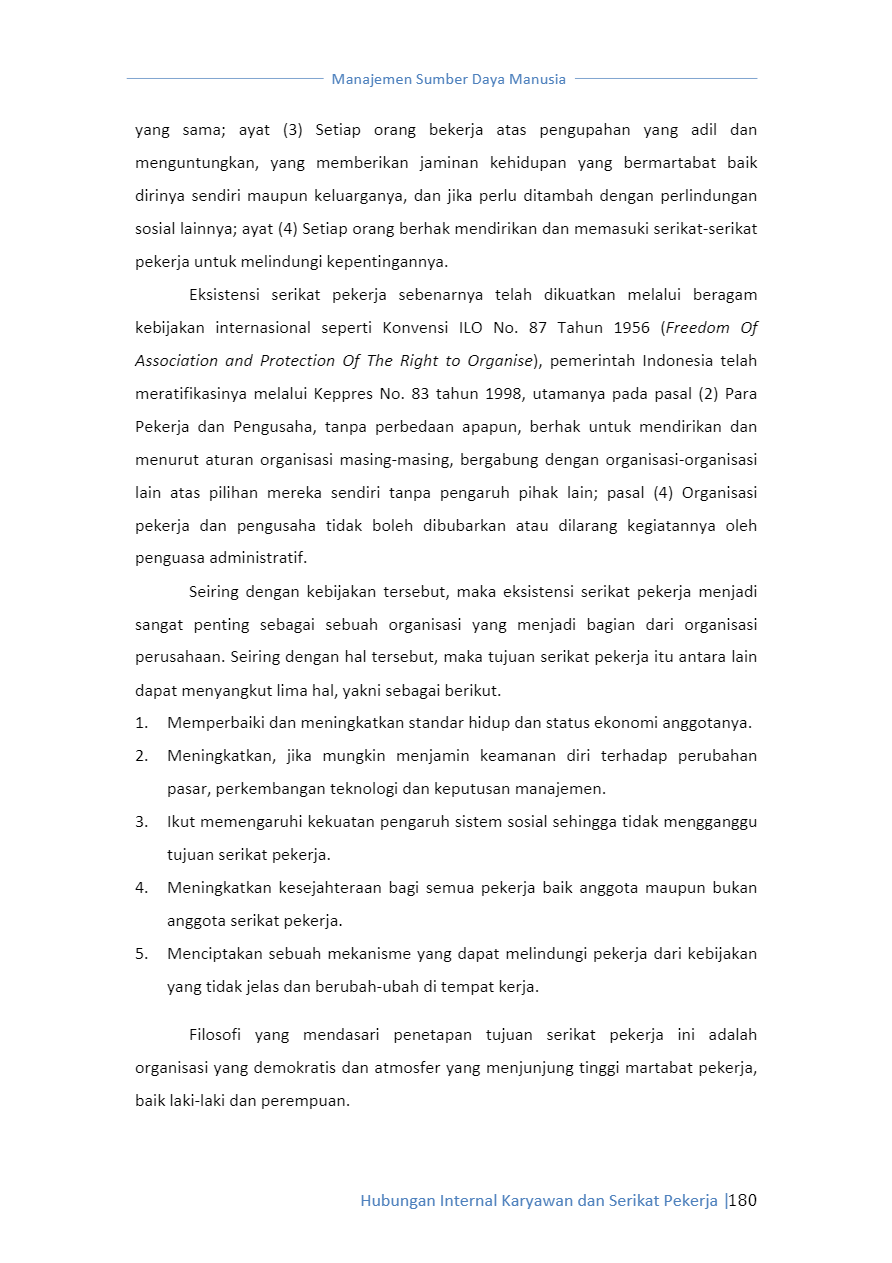 Manajemen Sumber Daya Manusia
yang sama; ayat (3) Setiap orang bekerja atas pengupahan yang adil dan
menguntungkan, yang memberikan jaminan kehidupan yang bermartabat baik
dirinya sendiri maupun keluarganya, dan jika perlu ditambah dengan perlindungan
sosial lainnya; ayat (4) Setiap orang berhak mendirikan dan memasuki serikat-serikat
pekerja untuk melindungi kepentingannya.
Eksistensi serikat pekerja sebenarnya telah dikuatkan melalui beragam
kebijakan internasional seperti Konvensi ILO No. 87 Tahun 1956 (Freedom Of
Association and Protection Of The Right to Organise), pemerintah Indonesia telah
meratifikasinya melalui Keppres No. 83 tahun 1998, utamanya pada pasal (2) Para
Pekerja dan Pengusaha, tanpa perbedaan apapun, berhak untuk mendirikan dan
menurut aturan organisasi masing-masing, bergabung dengan organisasi-organisasi
lain atas pilihan mereka sendiri tanpa pengaruh pihak lain; pasal (4) Organisasi
pekerja dan pengusaha tidak boleh dibubarkan atau dilarang kegiatannya oleh
penguasa administratif.
Seiring dengan kebijakan tersebut, maka eksistensi serikat pekerja menjadi
sangat penting sebagai sebuah organisasi yang menjadi bagian dari organisasi
perusahaan. Seiring dengan hal tersebut, maka tujuan serikat pekerja itu antara lain
dapat menyangkut lima hal, yakni sebagai berikut.
1. Memperbaiki dan meningkatkan standar hidup dan status ekonomi anggotanya.
2. Meningkatkan, jika mungkin menjamin keamanan diri terhadap perubahan
pasar, perkembangan teknologi dan keputusan manajemen.
3. Ikut memengaruhi kekuatan pengaruh sistem sosial sehingga tidak mengganggu
tujuan serikat pekerja.
4. Meningkatkan kesejahteraan bagi semua pekerja baik anggota maupun bukan
anggota serikat pekerja.
5. Menciptakan sebuah mekanisme yang dapat melindungi pekerja dari kebijakan
yang tidak jelas dan berubah-ubah di tempat kerja.
Filosofi yang mendasari penetapan tujuan serikat pekerja ini adalah
organisasi yang demokratis dan atmosfer yang menjunjung tinggi martabat pekerja,
baik laki-laki dan perempuan.
Hubungan Internal Karyawan dan Serikat Pekerja |180